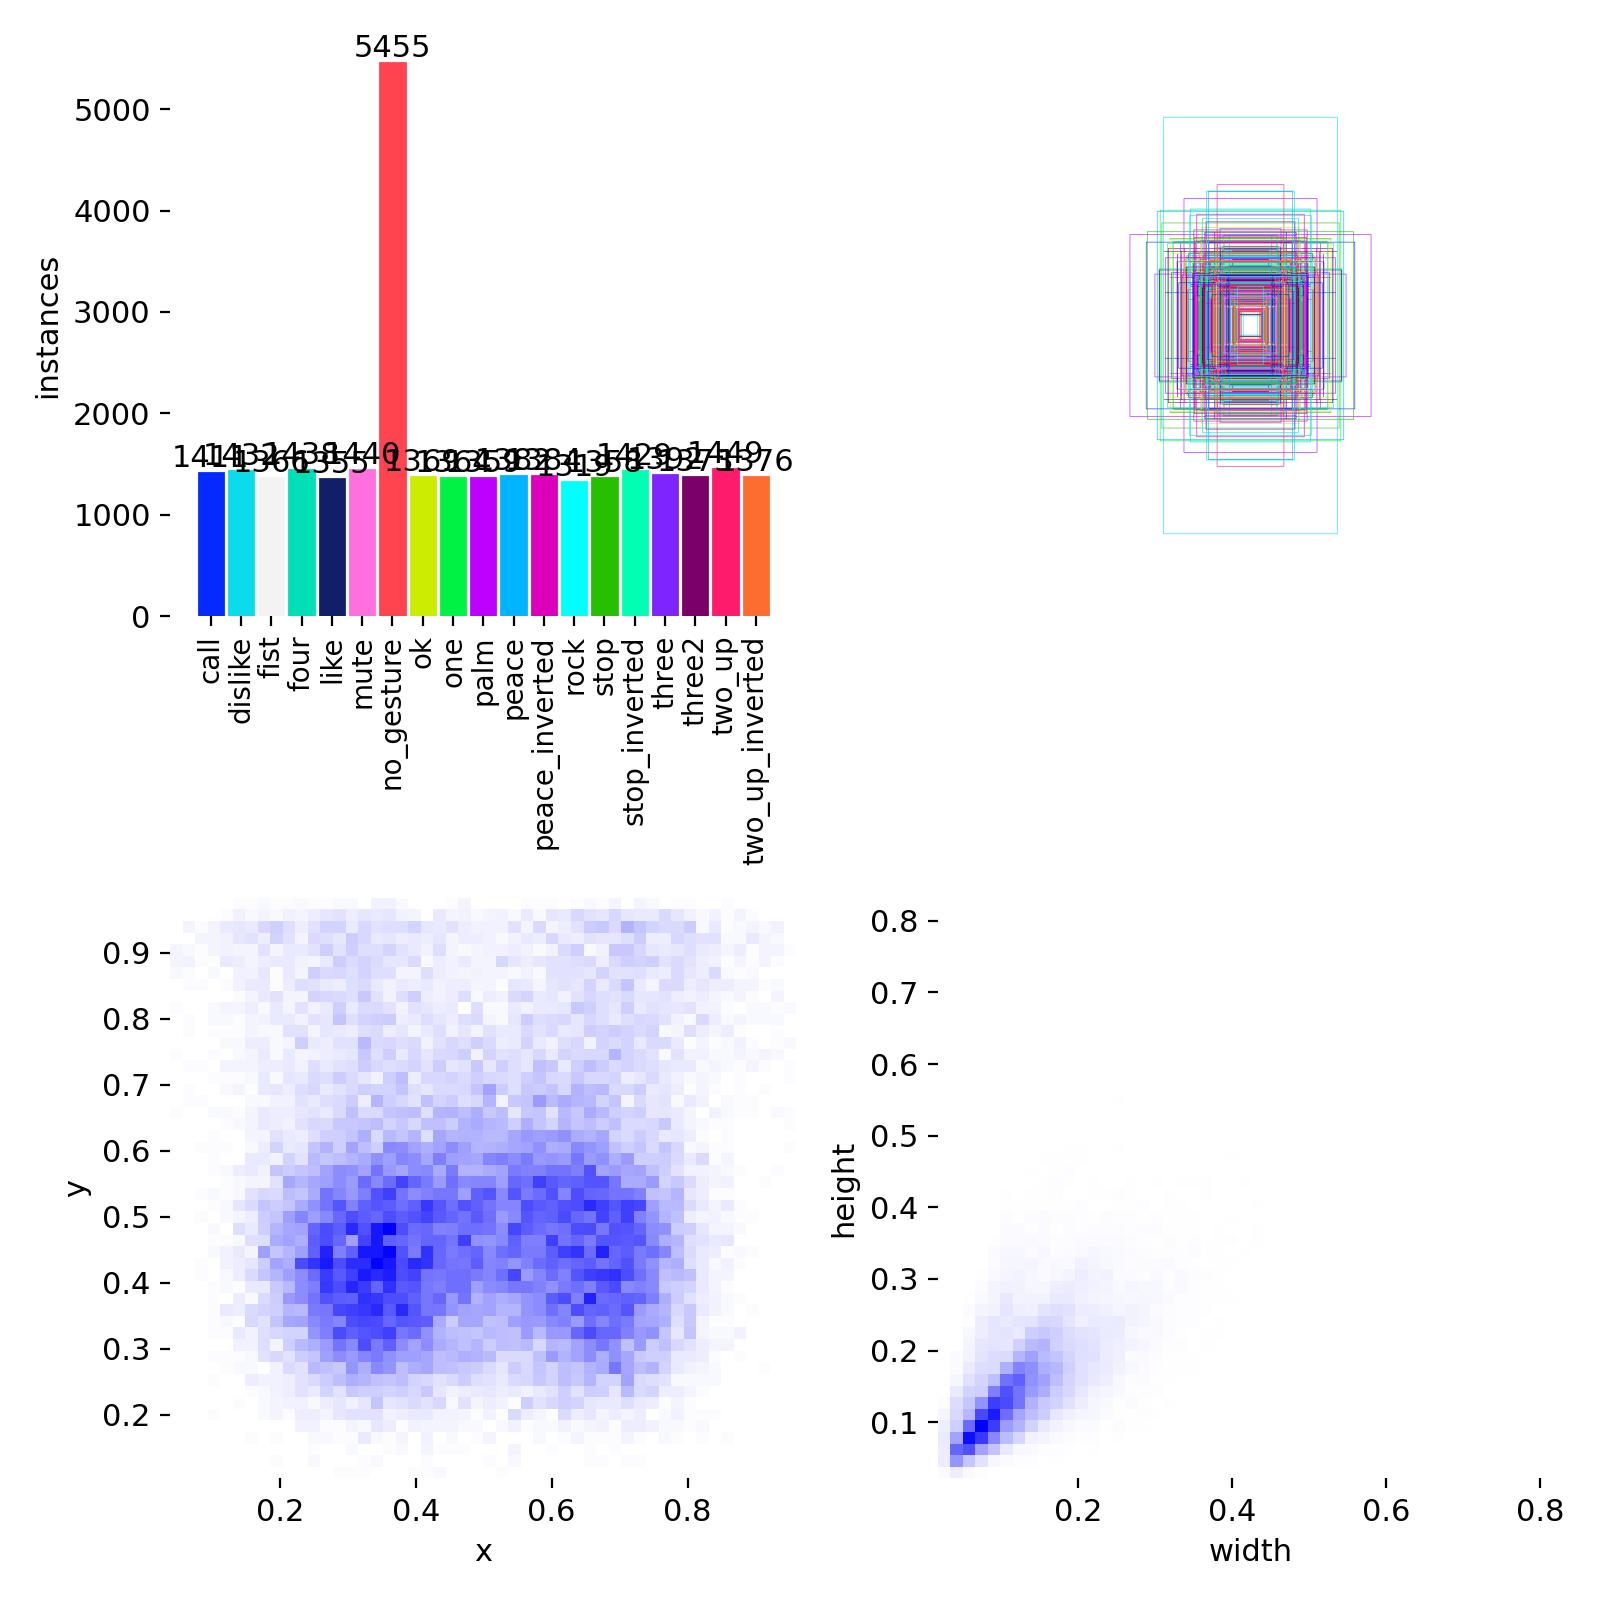 5455
5000
4000
3000
2000
1000
0
instances
1438
1355
1440
1449
call
dislike
fist
four
like
mute
no_gesture
ok
one
palm
peace
peace_inverted
rock
stop
stop_inverted
three
three2
two_up
two_up_inverted
0.9
0.8
0.7
0.6
0.5
0.4
0.3
0.2
y
0.2 0.4 0.6 0.8
x
0.8
0.7
0.6
0.5
0.4
0.3
0.2
0.1
height
0.2 0.4 0.6 0.8
width